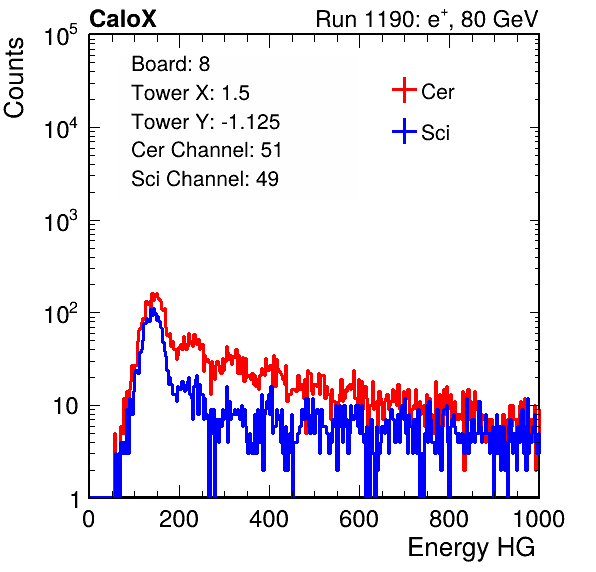 CaloX Run 1190: e⁺, 80 GeV
Counts
10⁵
10⁴
10³
10²
10
1
Board: 8
Tower X: 1.5
Tower Y: -1.125
Cer Channel: 51
Sci Channel: 49
Cer
Sci
0 200 400 600 800 1000
Energy HG